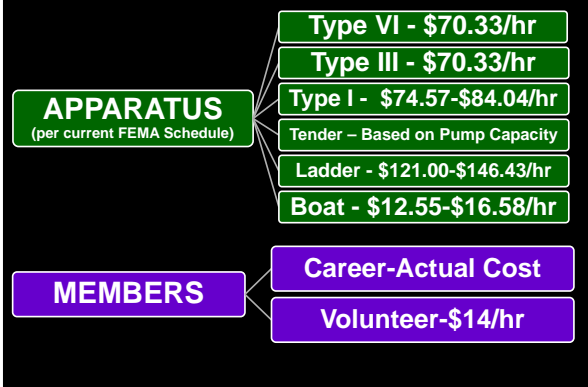 APPARATUS
(per current FEMA Schedule)
Type VI - $70.33/hr
Type III - $70.33/hr
Type I -  $74.57-$84.04/hr
Tender – Based on Pump Capacity
Ladder - $121.00-$146.43/hr
Boat - $12.55-$16.58/hr
MEMBERS
Career-Actual Cost
Volunteer-$14/hr